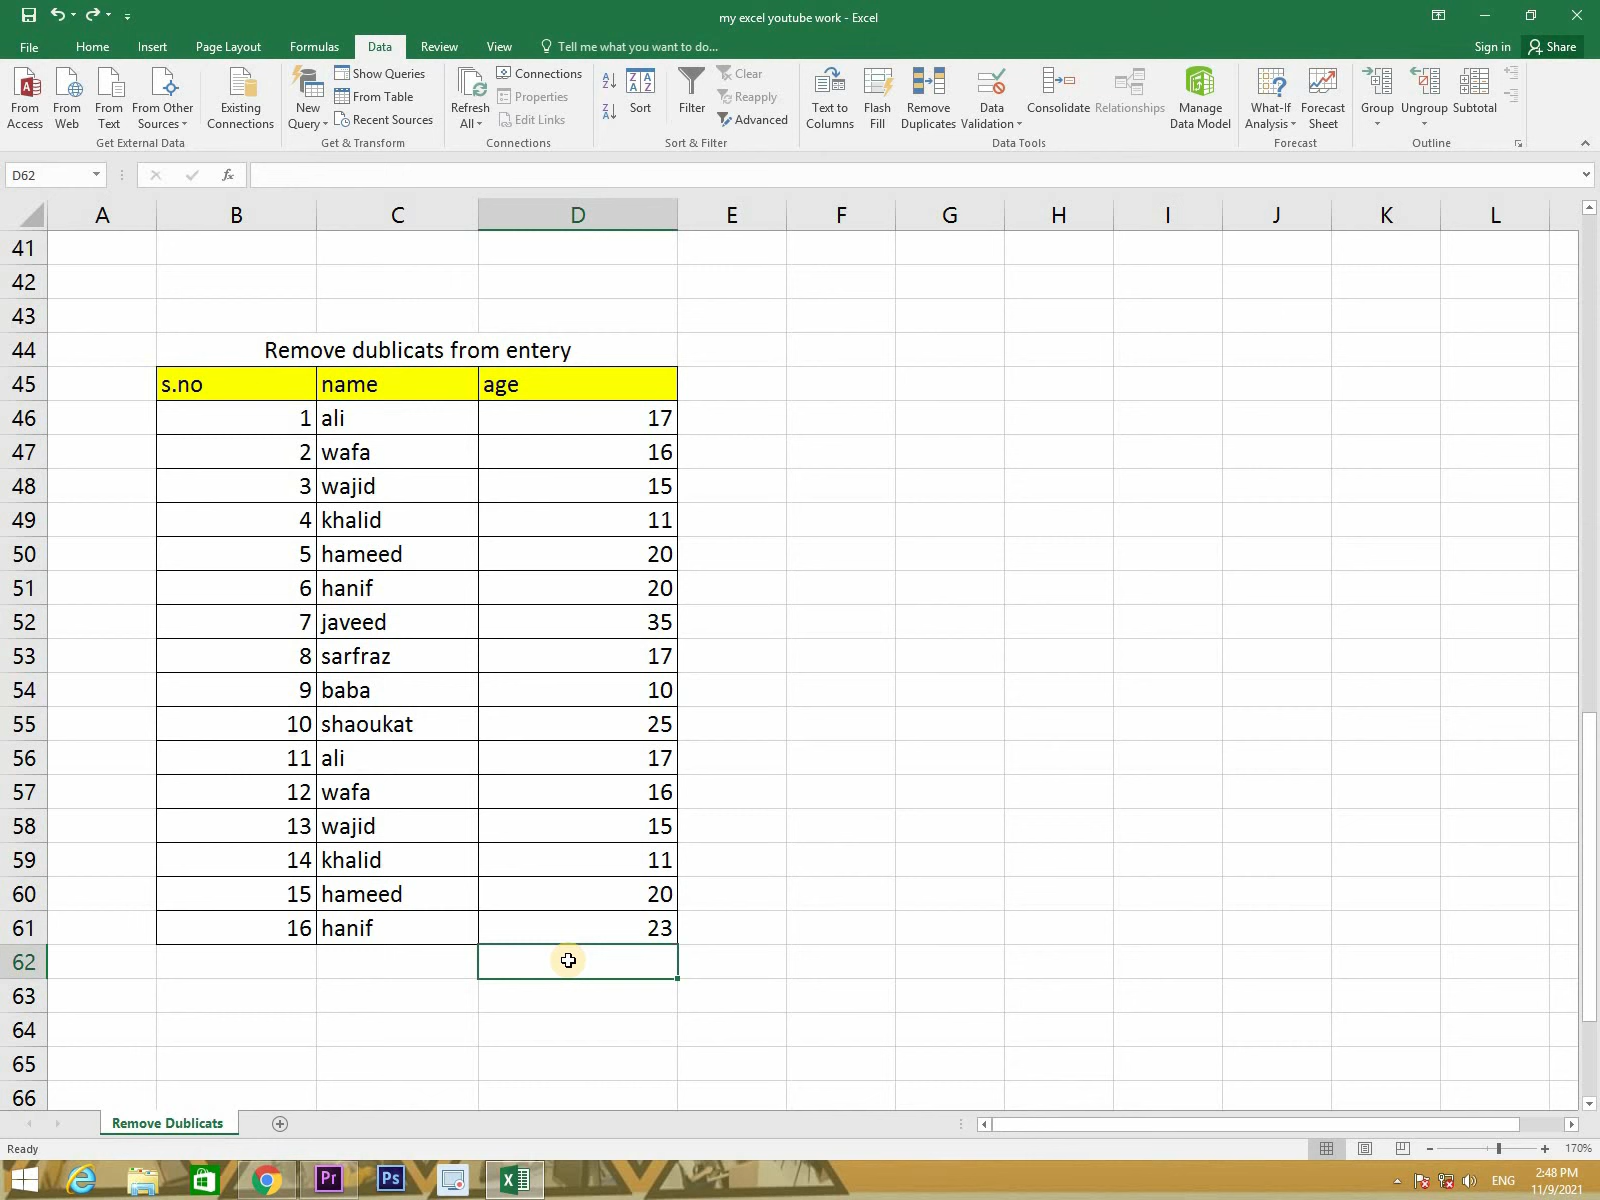 my excel youtube work - Excel
File Home Insert Page Layout Formulas Data Review View Tell me what you want to do... Sign in Share
From Access
From Web
From Text
From Other Sources
Existing Connections
New Query
Show Queries
From Table
Recent Sources
Refresh All
Connections
Properties
Edit Links
Sort
Filter
Clear
Reapply
Advanced
Text to Columns
Flash Fill
Remove Duplicates
Data Validation
Consolidate
Relationships
Manage Data Model
What-If Analysis
Forecast Sheet
Group
Ungroup
Subtotal
Get External Data Get & Transform Connections Sort & Filter Data Tools Forecast Outline
D62 fx
A B C D E F G H I J K L
41
42
43
44 Remove dublicats from entery
45 s.no name age
46 1 ali 17
47 2 wafa 16
48 3 wajid 15
49 4 khalid 11
50 5 hameed 20
51 6 hanif 20
52 7 javeed 35
53 8 sarfraz 17
54 9 baba 10
55 10 shaoukat 25
56 11 ali 17
57 12 wafa 16
58 13 wajid 15
59 14 khalid 11
60 15 hameed 20
61 16 hanif 23
62
63
64
65
66
Remove Dublicats
Ready 170%
Pr Ps ENG 2:48 PM
11/9/2021